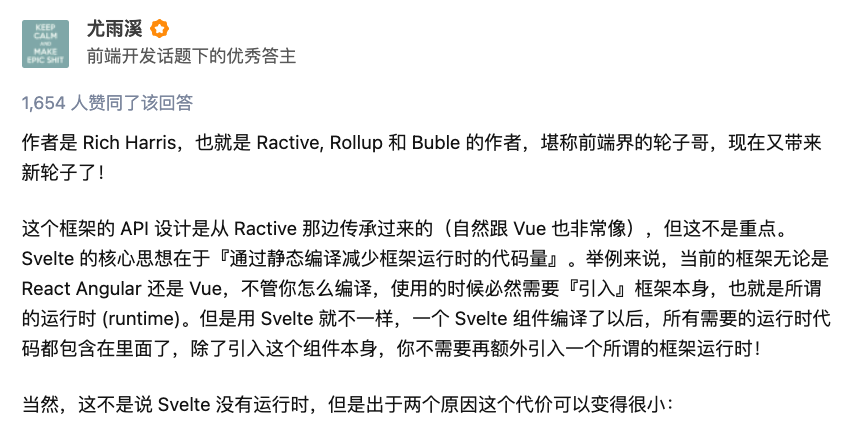 KEEP
CALM
AND
MAKE
EPIC SHIT
尤雨溪
前端开发话题下的优秀答主
1,654 人赞同了该回答
作者是 Rich Harris，也就是 Ractive, Rollup 和 Buble 的作者，堪称前端界的轮子哥，现在又带来
新轮子了！
这个框架的 API 设计是从 Ractive 那边传承过来的（自然跟 Vue 也非常像），但这不是重点。
Svelte 的核心思想在于『通过静态编译减少框架运行时的代码量』。举例来说，当前的框架无论是
React Angular 还是 Vue，不管你怎么编译，使用的时候必然需要『引入』框架本身，也就是所谓
的运行时 (runtime)。但是用 Svelte 就不一样，一个 Svelte 组件编译了以后，所有需要的运行时代
码都包含在里面了，除了引入这个组件本身，你不需要再额外引入一个所谓的框架运行时！
当然，这不是说 Svelte 没有运行时，但是出于两个原因这个代价可以变得很小：